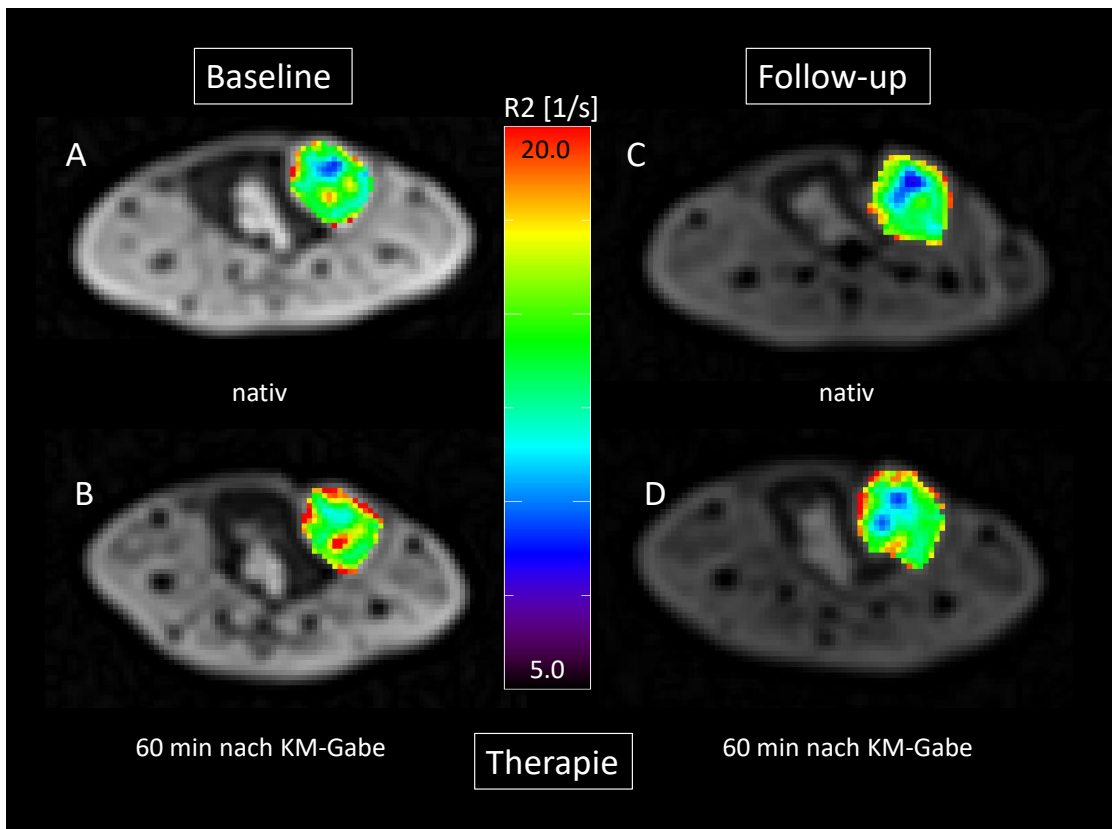 Baseline
Follow-up
R2 [1/s]
20.0
A
C
nativ
nativ
B
D
5.0
60 min nach KM-Gabe
60 min nach KM-Gabe
Therapie